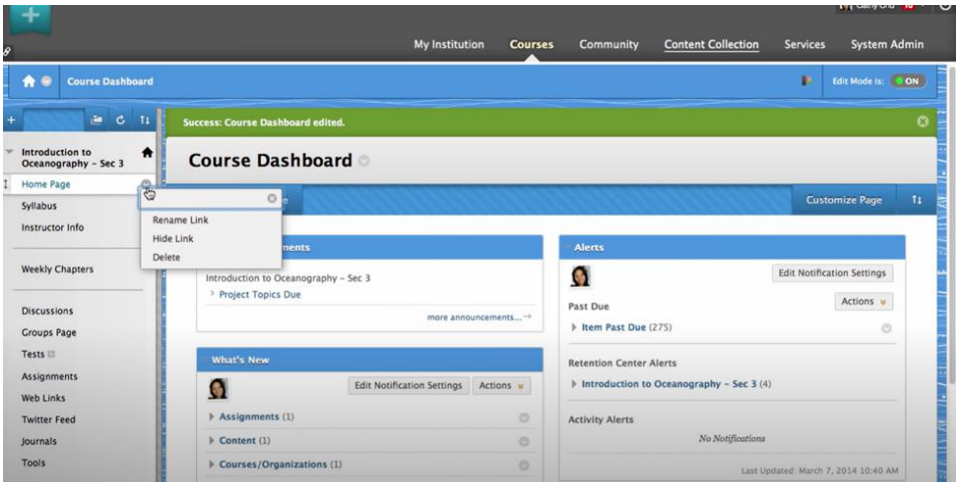 My Institution Courses Community Content Collection Services System Admin
Course Dashboard
Edit Mode is: ON
Success: Course Dashboard edited.
Introduction to
Oceanography - Sec 3
Home Page
Syllabus
Instructor Info
Weekly Chapters
Discussions
Groups Page
Tests
Assignments
Web Links
Twitter Feed
Journals
Tools
Rename Link
Hide Link
Delete
Course Dashboard
Customize Page
Introduction to Oceanography - Sec 3
Project Topics Due
more announcements...
What's New
Edit Notification Settings Actions
Assignments (1)
Content (1)
Courses/Organizations (1)
Alerts
Edit Notification Settings
Actions
Past Due
Item Past Due (275)
Retention Center Alerts
Introduction to Oceanography - Sec 3 (4)
Activity Alerts
No Notifications
Last Updated: March 7, 2014 10:40 AM